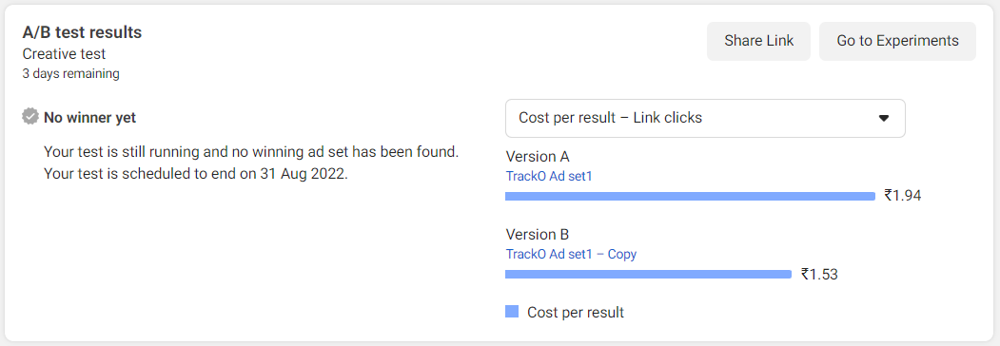 A/B test results
Creative test
3 days remaining
Share Link
Go to Experiments
No winner yet
Your test is still running and no winning ad set has been found.
Your test is scheduled to end on 31 Aug 2022.
Cost per result – Link clicks
Version A
TrackO Ad set1
₹1.94
Version B
TrackO Ad set1 – Copy
₹1.53
Cost per result